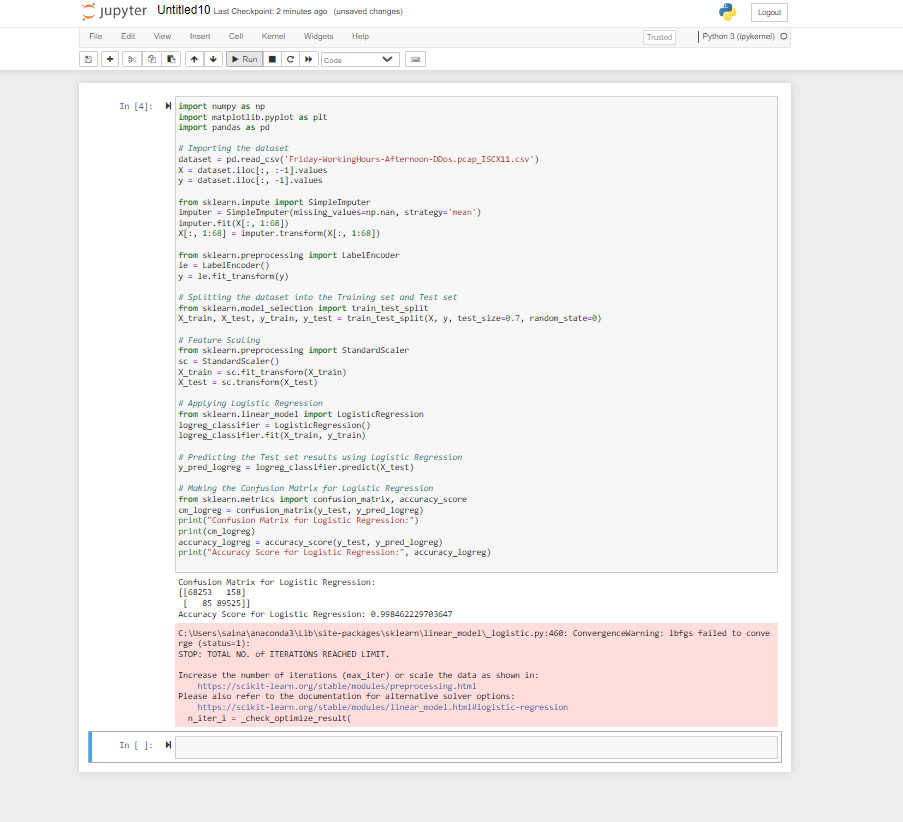 jupyter Untitled10 Last Checkpoint: 2 minutes ago (unsaved changes)
Logout
File Edit View Insert Cell Kernel Widgets Help
Trusted
Python 3 (ipykernel)
Run
Code
In [4]:
import numpy as np
import matplotlib.pyplot as plt
import pandas as pd
# Importing the dataset
dataset = pd.read_csv('Friday-WorkingHours-Afternoon-DDos.pcap_ISCX11.csv')
X = dataset.iloc[:, :-1].values
y = dataset.iloc[:, -1].values
from sklearn.impute import SimpleImputer
imputer = SimpleImputer(missing_values=np.nan, strategy='mean')
imputer.fit(X[:, 1:68])
X[:, 1:68] = imputer.transform(X[:, 1:68])
from sklearn.preprocessing import LabelEncoder
le = LabelEncoder()
y = le.fit_transform(y)
# Splitting the dataset into the Training set and Test set
from sklearn.model_selection import train_test_split
X_train, X_test, y_train, y_test = train_test_split(X, y, test_size=0.7, random_state=0)
# Feature Scaling
from sklearn.preprocessing import StandardScaler
sc = StandardScaler()
X_train = sc.fit_transform(X_train)
X_test = sc.transform(X_test)
# Applying Logistic Regression
from sklearn.linear_model import LogisticRegression
logreg_classifier = LogisticRegression()
logreg_classifier.fit(X_train, y_train)
# Predicting the Test set results using Logistic Regression
y_pred_logreg = logreg_classifier.predict(X_test)
# Making the Confusion Matrix for Logistic Regression
from sklearn.metrics import confusion_matrix, accuracy_score
cm_logreg = confusion_matrix(y_test, y_pred_logreg)
print("Confusion Matrix for Logistic Regression:")
print(cm_logreg)
accuracy_logreg = accuracy_score(y_test, y_pred_logreg)
print("Accuracy Score for Logistic Regression:", accuracy_logreg)
Confusion Matrix for Logistic Regression:
[[68253   158]
 [   85 89525]]
Accuracy Score for Logistic Regression: 0.998462229703647
C:\Users\saina\anaconda3\Lib\site-packages\sklearn\linear_model\_logistic.py:460: ConvergenceWarning: lbfgs failed to conve
rge (status=1):
STOP: TOTAL NO. of ITERATIONS REACHED LIMIT.
Increase the number of iterations (max_iter) or scale the data as shown in:
    https://scikit-learn.org/stable/modules/preprocessing.html
Please also refer to the documentation for alternative solver options:
    https://scikit-learn.org/stable/modules/linear_model.html#logistic-regression
  n_iter_i = _check_optimize_result(
In [ ]: